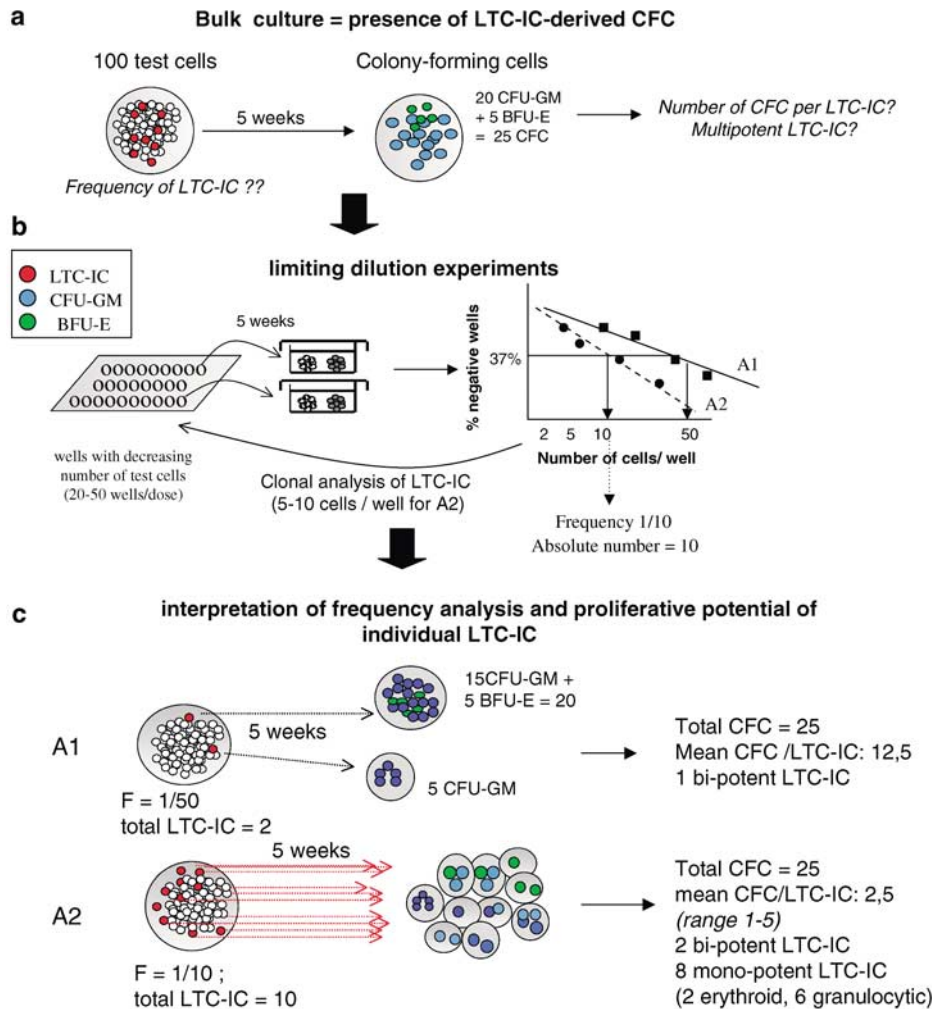 a
Bulk culture = presence of LTC-IC-derived CFC
100 test cells
Colony-forming cells
5 weeks
20 CFU-GM
+ 5 BFU-E
= 25 CFC
Number of CFC per LTC-IC?
Multipotent LTC-IC?
Frequency of LTC-IC ??
b
LTC-IC
CFU-GM
BFU-E
limiting dilution experiments
5 weeks
OOOOOOOOO
OOOOOOOOO
OOOOOOOOOO
wells with decreasing
number of test cells
(20-50 wells/dose)
Clonal analysis of LTC-IC
(5-10 cells / well for A2)
% negative wells
37%
A1
A2
2 5 10 50
Number of cells/ well
Frequency 1/10
Absolute number = 10
c
interpretation of frequency analysis and proliferative potential of
individual LTC-IC
A1
5 weeks
15CFU-GM +
5 BFU-E = 20
5 CFU-GM
F = 1/50
total LTC-IC = 2
Total CFC = 25
Mean CFC /LTC-IC: 12,5
1 bi-potent LTC-IC
A2
5 weeks
F = 1/10 ;
total LTC-IC = 10
Total CFC = 25
mean CFC/LTC-IC: 2,5
(range 1-5)
2 bi-potent LTC-IC
8 mono-potent LTC-IC
(2 erythroid, 6 granulocytic)